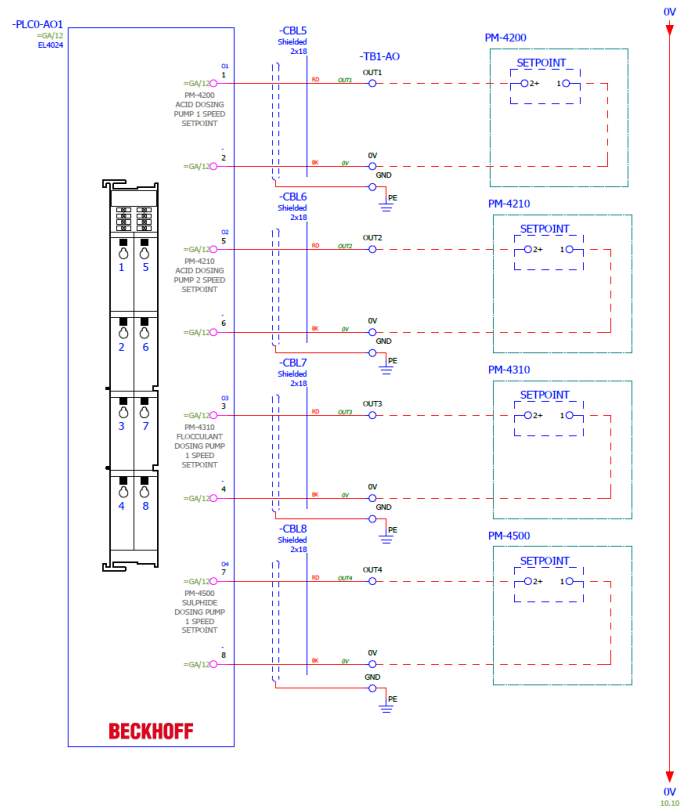 0V
-PLC0-AO1
=GA/12
EL4024
-CBL5
Shielded
2x18
-TB1-AO
PM-4200
SETPOINT
O1
1
=GA/12
RD
OUT1
OUT1
2+
1
PM-4200
ACID DOSING
PUMP 1 SPEED
SETPOINT
-
2
=GA/12
BK
0V
0V
GND
PE
-CBL6
Shielded
2x18
PM-4210
SETPOINT
O2
5
=GA/12
RD
OUT2
OUT2
2+
1
PM-4210
ACID DOSING
PUMP 2 SPEED
SETPOINT
1
5
-
6
=GA/12
BK
0V
0V
GND
PE
2
6
-CBL7
Shielded
2x18
PM-4310
SETPOINT
O3
3
=GA/12
RD
OUT3
OUT3
2+
1
PM-4310
FLOCCULANT
DOSING PUMP
1 SPEED
SETPOINT
3
7
-
4
=GA/12
BK
0V
0V
GND
PE
4
8
-CBL8
Shielded
2x18
PM-4500
SETPOINT
O4
7
=GA/12
RD
OUT4
OUT4
2+
1
PM-4500
SULPHIDE
DOSING PUMP
1 SPEED
SETPOINT
-
8
=GA/12
BK
0V
0V
GND
PE
BECKHOFF
0V
10.10